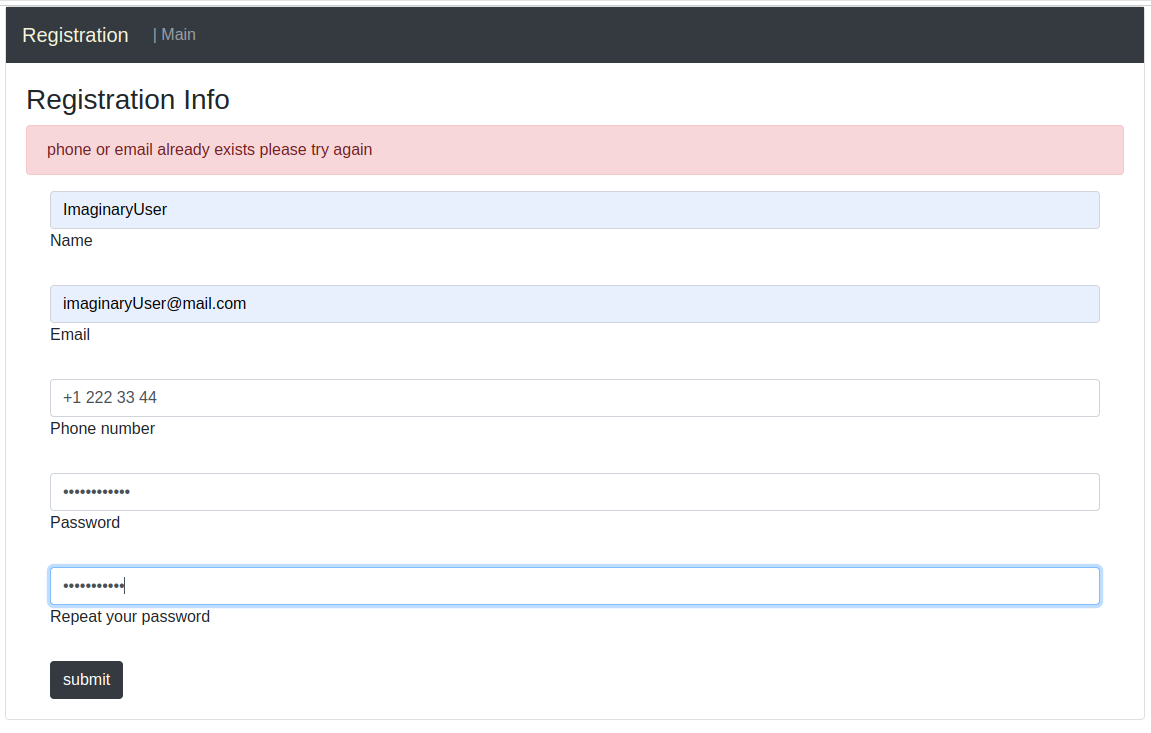 Registration | Main
Registration Info
phone or email already exists please try again
ImaginaryUser
Name
imaginaryUser@mail.com
Email
+1 222 33 44
Phone number
••••••••••••
Password
•••••••••••
Repeat your password
submit